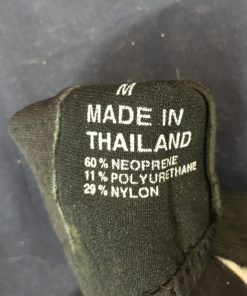 M
MADE IN
THAILAND
60% NEOPRENE
11% POLYURETHANE
29% NYLON